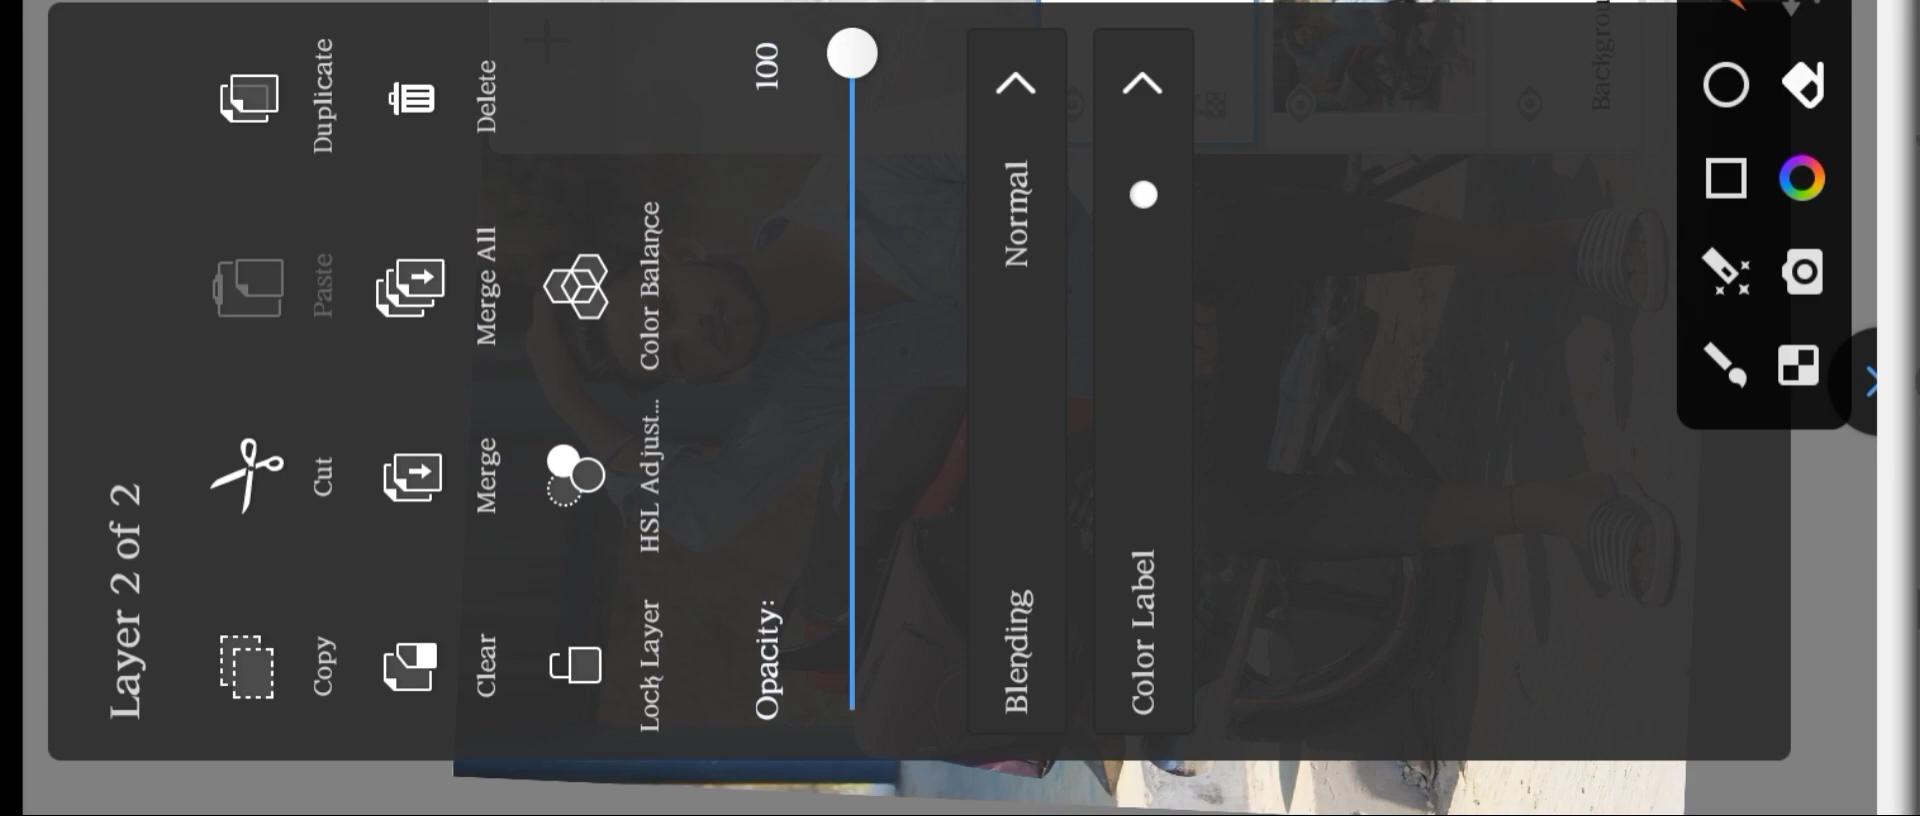 Layer 2 of 2
Copy
Cut
Paste
Duplicate
Clear
Merge
Merge All
Delete
Lock Layer
HSL Adjust...
Color Balance
Opacity:
100
Blending
Normal
Color Label
Backgrou